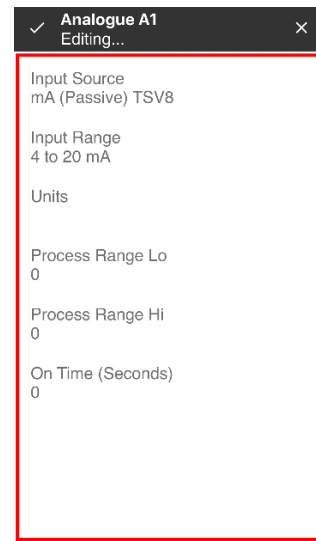 Analogue A1
Editing...
Input Source
mA (Passive) TSV8
Input Range
4 to 20 mA
Units
Process Range Lo
0
Process Range Hi
0
On Time (Seconds)
0